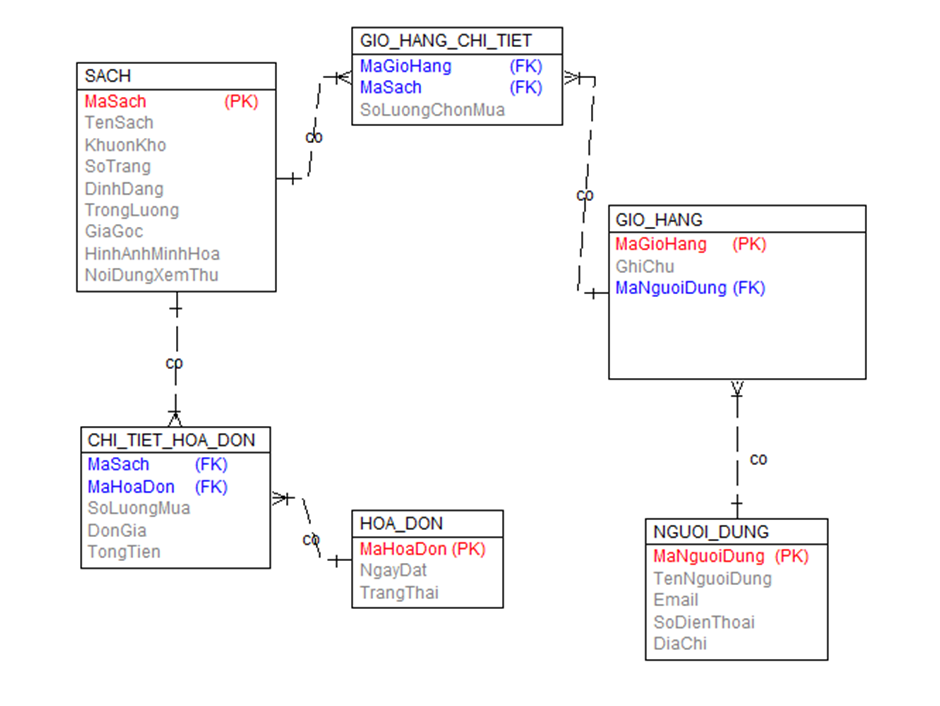 GIO_HANG_CHI_TIET
MaGioHang (FK)
MaSach (FK)
SoLuongChonMua
SACH
MaSach (PK)
TenSach
KhuonKho
SoTrang
DinhDang
TrongLuong
GiaGoc
HinhAnhMinhHoa
NoiDungXemThu
co
co
GIO_HANG
MaGioHang (PK)
GhiChu
MaNguoiDung (FK)
co
CHI_TIET_HOA_DON
MaSach (FK)
MaHoaDon (FK)
SoLuongMua
DonGia
TongTien
co
HOA_DON
MaHoaDon (PK)
NgayDat
TrangThai
co
NGUOI_DUNG
MaNguoiDung (PK)
TenNguoiDung
Email
SoDienThoai
DiaChi